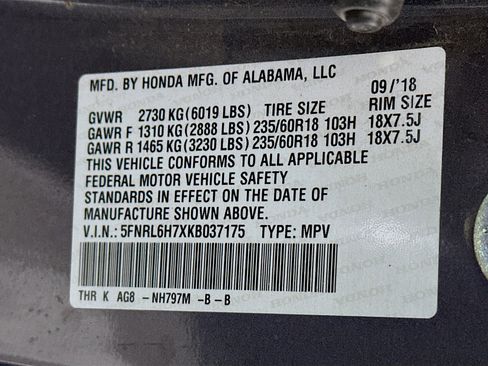 MFD. BY HONDA MFG. OF ALABAMA, LLC 09/'18
GVWR 2730 KG (6019 LBS) TIRE SIZE RIM SIZE
GAWR F 1310 KG (2888 LBS) 235/60R18 103H 18X7.5J
GAWR R 1465 KG (3230 LBS) 235/60R18 103H 18X7.5J
THIS VEHICLE CONFORMS TO ALL APPLICABLE
FEDERAL MOTOR VEHICLE SAFETY
STANDARDS IN EFFECT ON THE DATE OF
MANUFACTURE SHOWN ABOVE.
V.I.N.: 5FNRL6H7XKB037175 TYPE: MPV
THR K AG8 -NH797M -B -B